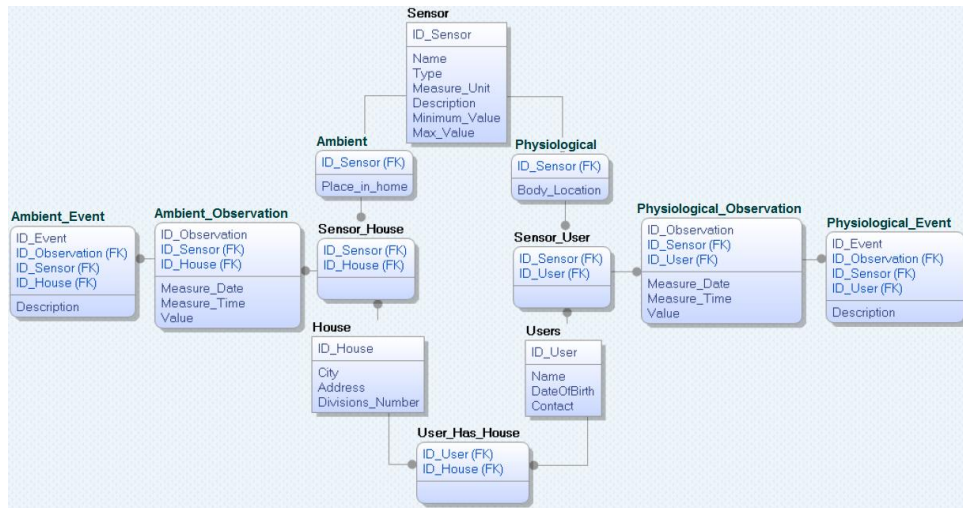 Sensor
ID_Sensor
Name
Type
Measure_Unit
Description
Minimum_Value
Max_Value
Ambient
ID_Sensor (FK)
Place_in_home
Physiological
ID_Sensor (FK)
Body_Location
Ambient_Event
ID_Event
ID_Observation (FK)
ID_Sensor (FK)
ID_House (FK)
Description
Ambient_Observation
ID_Observation
ID_Sensor (FK)
ID_House (FK)
Measure_Date
Measure_Time
Value
Sensor_House
ID_Sensor (FK)
ID_House (FK)
Sensor_User
ID_Sensor (FK)
ID_User (FK)
Physiological_Observation
ID_Observation
ID_Sensor (FK)
ID_User (FK)
Measure_Date
Measure_Time
Value
Physiological_Event
ID_Event
ID_Observation (FK)
ID_Sensor (FK)
ID_User (FK)
Description
House
ID_House
City
Address
Divisions_Number
Users
ID_User
Name
DateOfBirth
Contact
User_Has_House
ID_User (FK)
ID_House (FK)